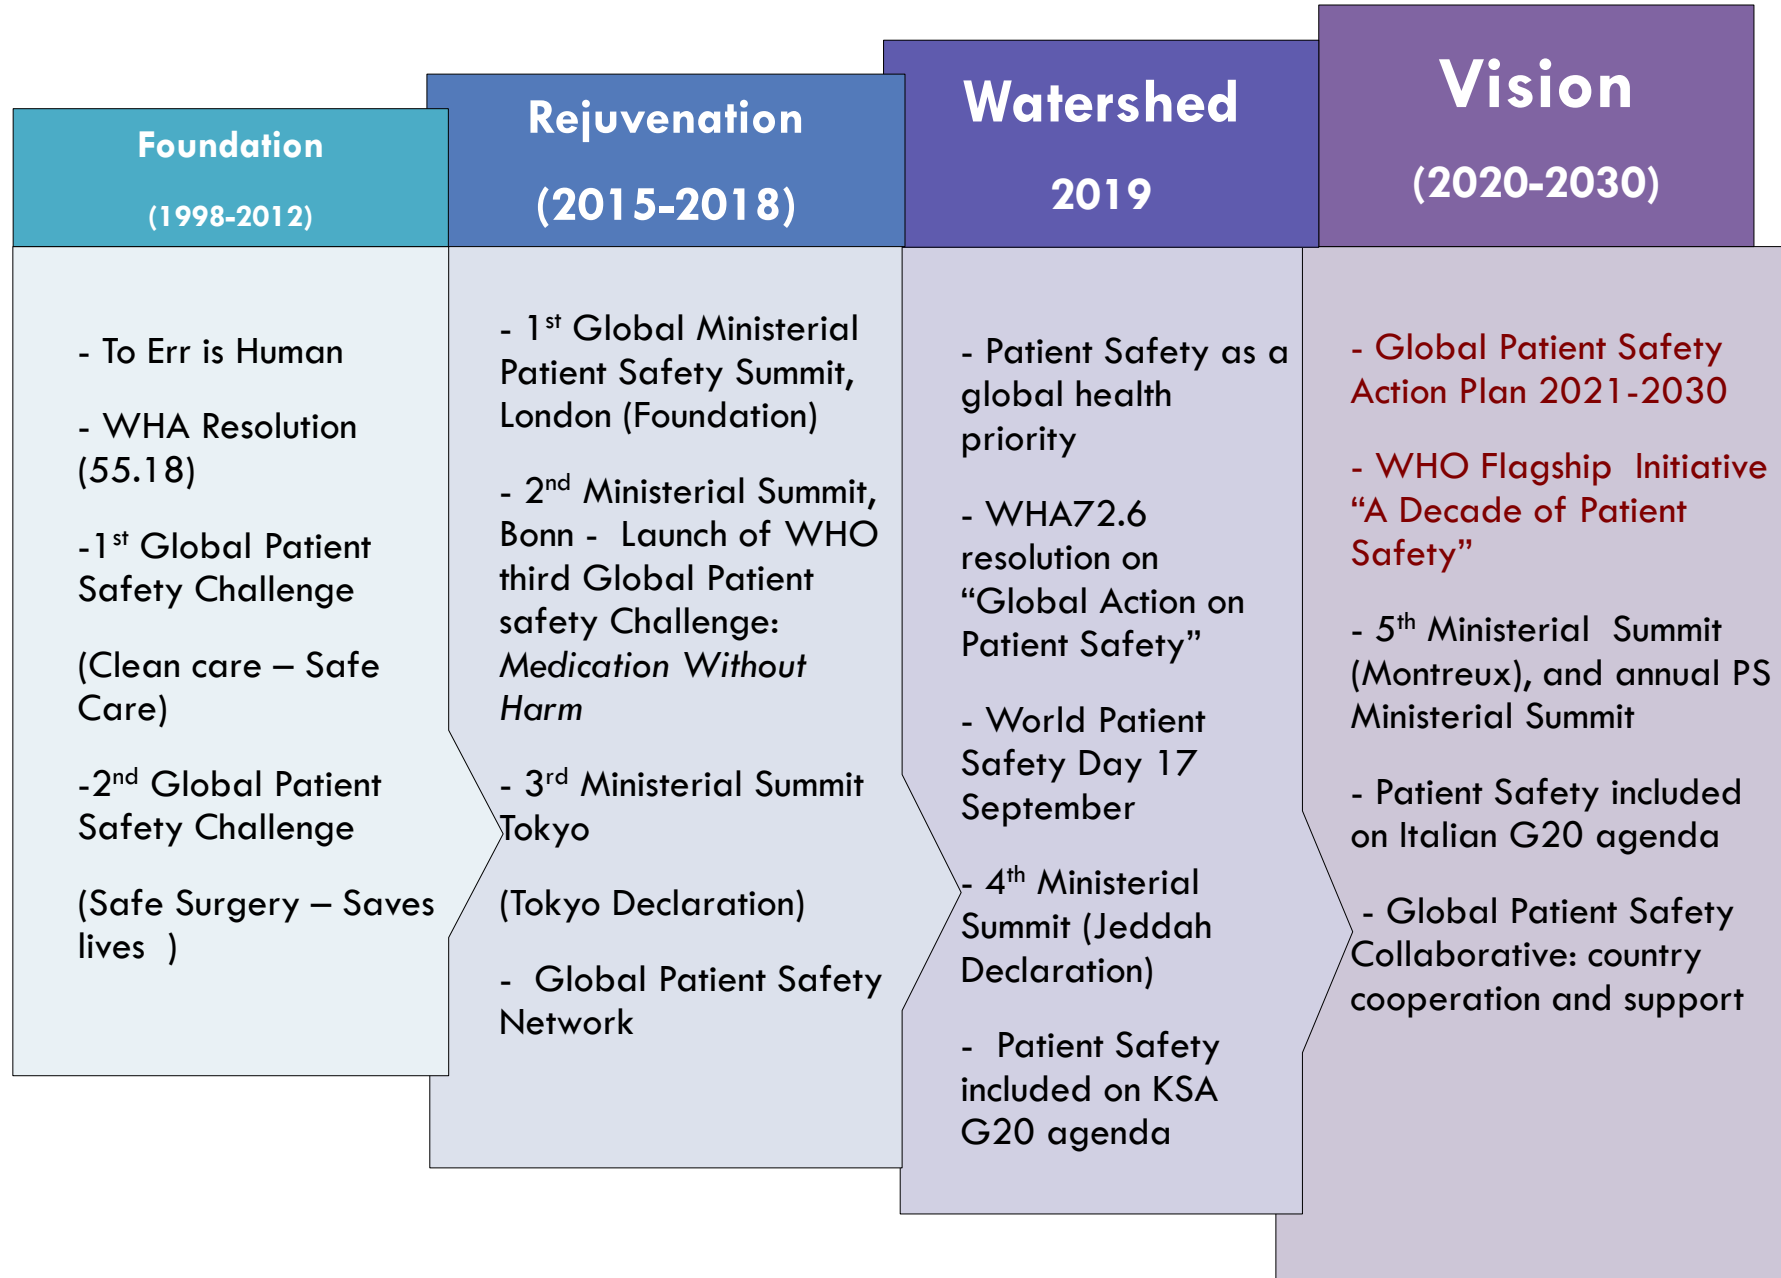 Foundation
(1998-2012)
- To Err is Human
- WHA Resolution
(55.18)
-1st Global Patient
Safety Challenge
(Clean care – Safe
Care)
-2nd Global Patient
Safety Challenge
(Safe Surgery – Saves
lives )
Rejuvenation
(2015-2018)
- 1st Global Ministerial
Patient Safety Summit,
London (Foundation)
- 2nd Ministerial Summit,
Bonn - Launch of WHO
third Global Patient
safety Challenge:
Medication Without
Harm
- 3rd Ministerial Summit
Tokyo
(Tokyo Declaration)
- Global Patient Safety
Network
Watershed
2019
- Patient Safety as a
global health
priority
- WHA72.6
resolution on
“Global Action on
Patient Safety”
- World Patient
Safety Day 17
September
- 4th Ministerial
Summit (Jeddah
Declaration)
- Patient Safety
included on KSA
G20 agenda
Vision
(2020-2030)
- Global Patient Safety
Action Plan 2021-2030
- WHO Flagship Initiative
“A Decade of Patient
Safety”
- 5th Ministerial Summit
(Montreux), and annual PS
Ministerial Summit
- Patient Safety included
on Italian G20 agenda
- Global Patient Safety
Collaborative: country
cooperation and support